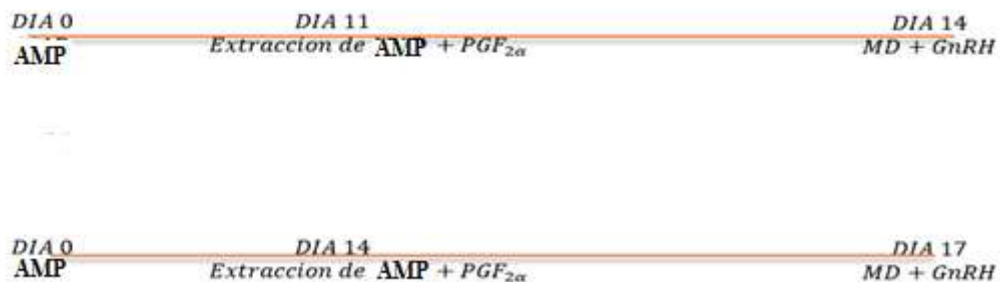 DIA 0 DIA 11 DIA 14
AMP Extraccion de AMP + PGF₂α MD + GnRH
DIA 0 DIA 14 DIA 17
AMP Extraccion de AMP + PGF₂α MD + GnRH